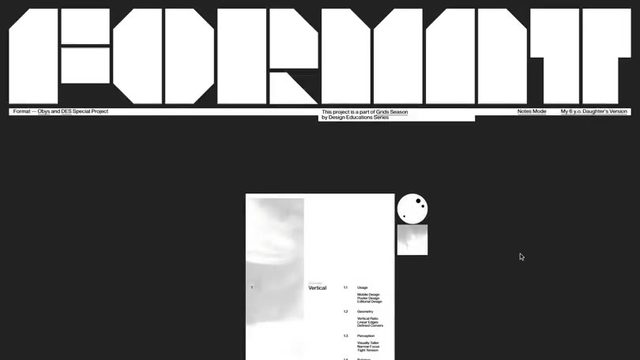 FORMAT
Format — Obys and DES Special Project
This project is a part of Grids Season
by Design Educations Series
Notes Mode
My 6 y.o. Daughter's Version
1
Vertical
1.1 Usage
Mobile Design
Poster Design
Editorial Design
1.2 Geometry
Vertical Ratio
Linear Edges
Defined Corners
1.3 Perception
Visually Taller
Narrow Focus
Tight Tension